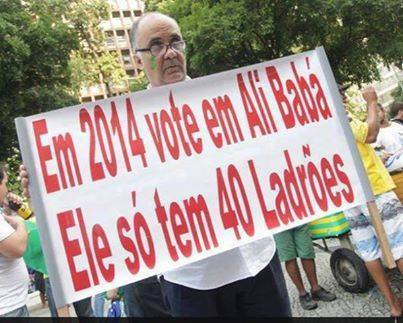 Em 2014 vote em Ali Babá
Ele só tem 40 Ladrões